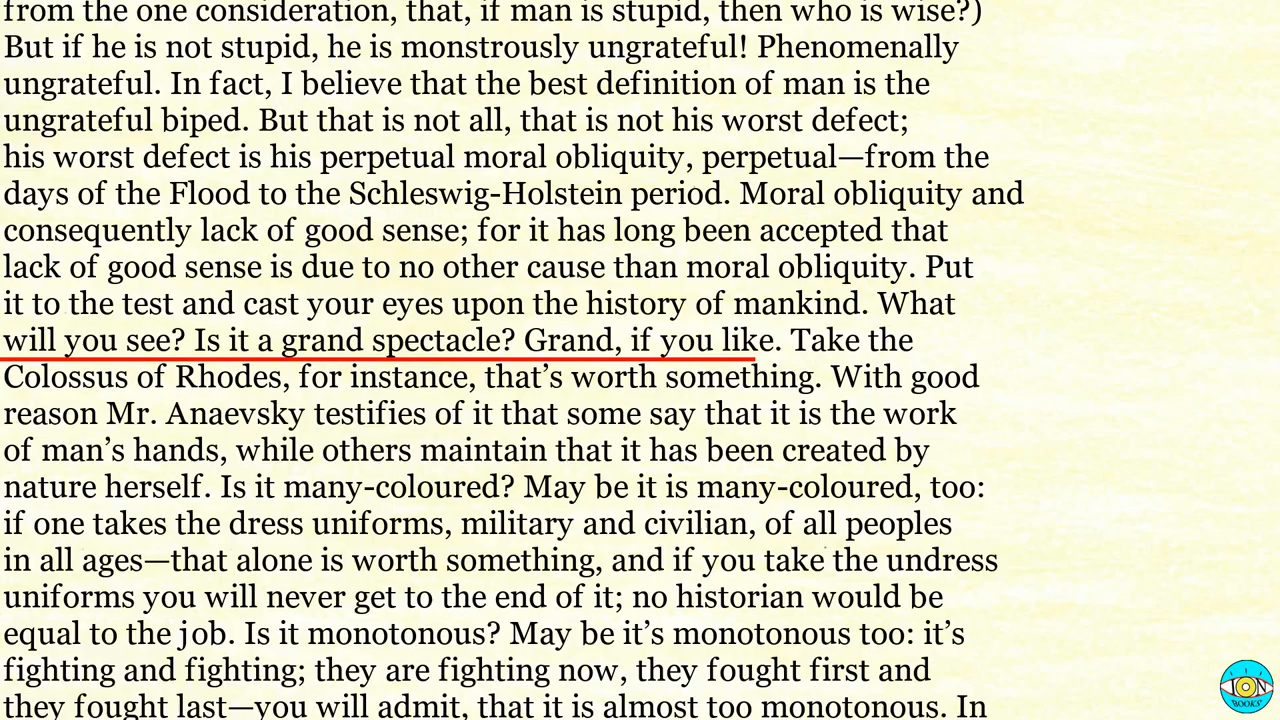 from the one consideration, that, if man is stupid, then who is wise?)
But if he is not stupid, he is monstrously ungrateful! Phenomenally
ungrateful. In fact, I believe that the best definition of man is the
ungrateful biped. But that is not all, that is not his worst defect;
his worst defect is his perpetual moral obliquity, perpetual—from the
days of the Flood to the Schleswig-Holstein period. Moral obliquity and
consequently lack of good sense; for it has long been accepted that
lack of good sense is due to no other cause than moral obliquity. Put
it to the test and cast your eyes upon the history of mankind. What
will you see? Is it a grand spectacle? Grand, if you like. Take the
Colossus of Rhodes, for instance, that’s worth something. With good
reason Mr. Anaevsky testifies of it that some say that it is the work
of man’s hands, while others maintain that it has been created by
nature herself. Is it many-coloured? May be it is many-coloured, too:
if one takes the dress uniforms, military and civilian, of all peoples
in all ages—that alone is worth something, and if you take the undress
uniforms you will never get to the end of it; no historian would be
equal to the job. Is it monotonous? May be it’s monotonous too: it’s
fighting and fighting; they are fighting now, they fought first and
they fought last—you will admit, that it is almost too monotonous. In
ION
BOOKS